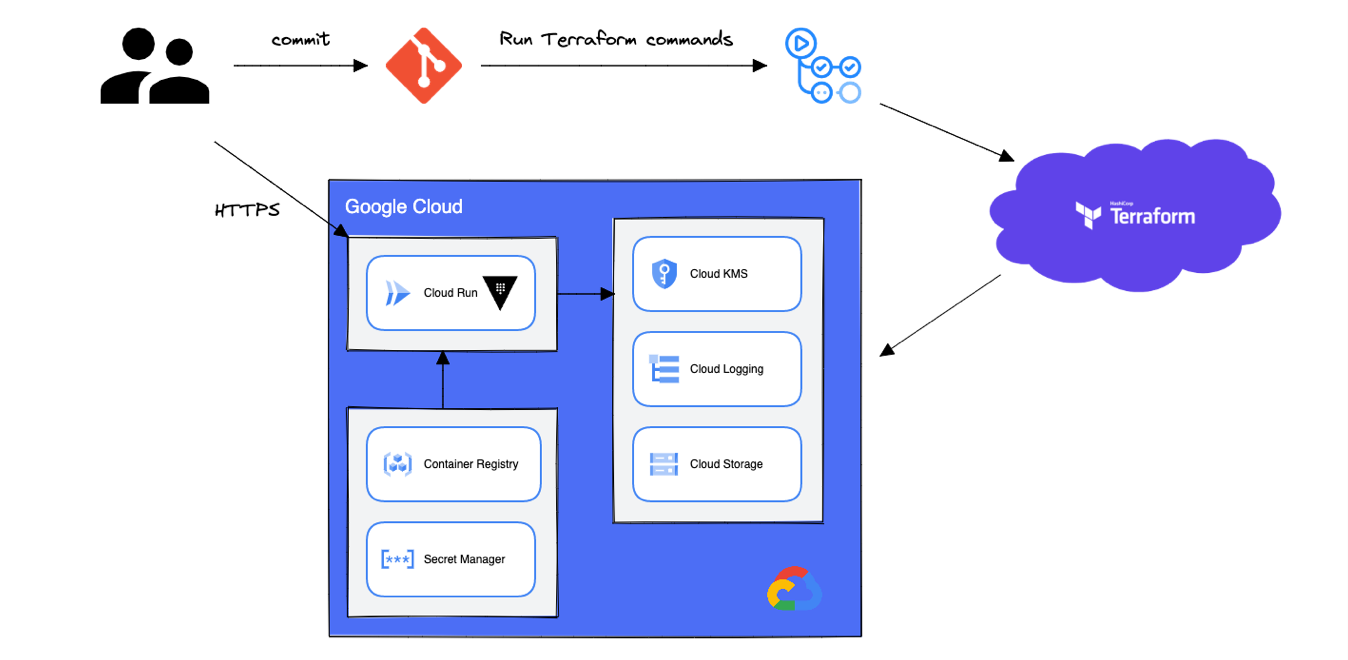 commit
Run Terraform commands
HTTPS
HashiCorp
Terraform
Google Cloud
Cloud Run
Container Registry
Secret Manager
Cloud KMS
Cloud Logging
Cloud Storage
[***]